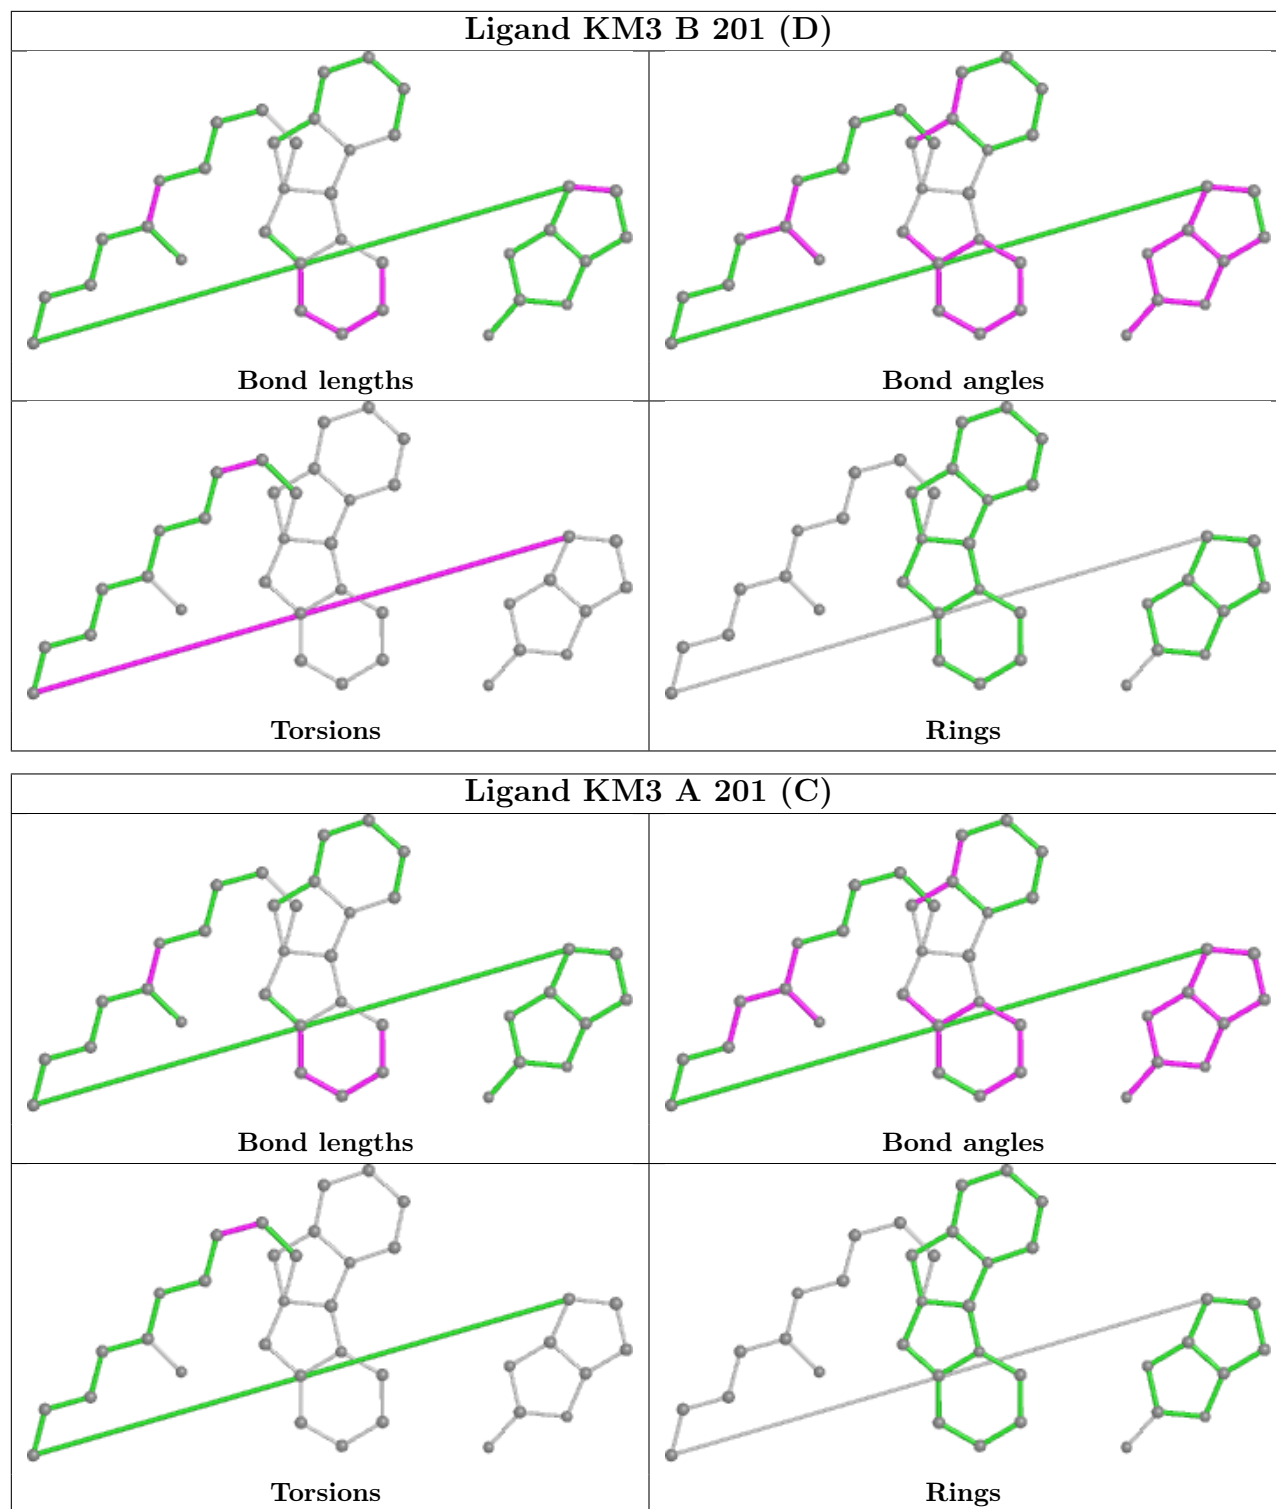 Ligand KM3 B 201 (D)
Bond lengths
Bond angles
Torsions
Rings
Ligand KM3 A 201 (C)
Bond lengths
Bond angles
Torsions
Rings